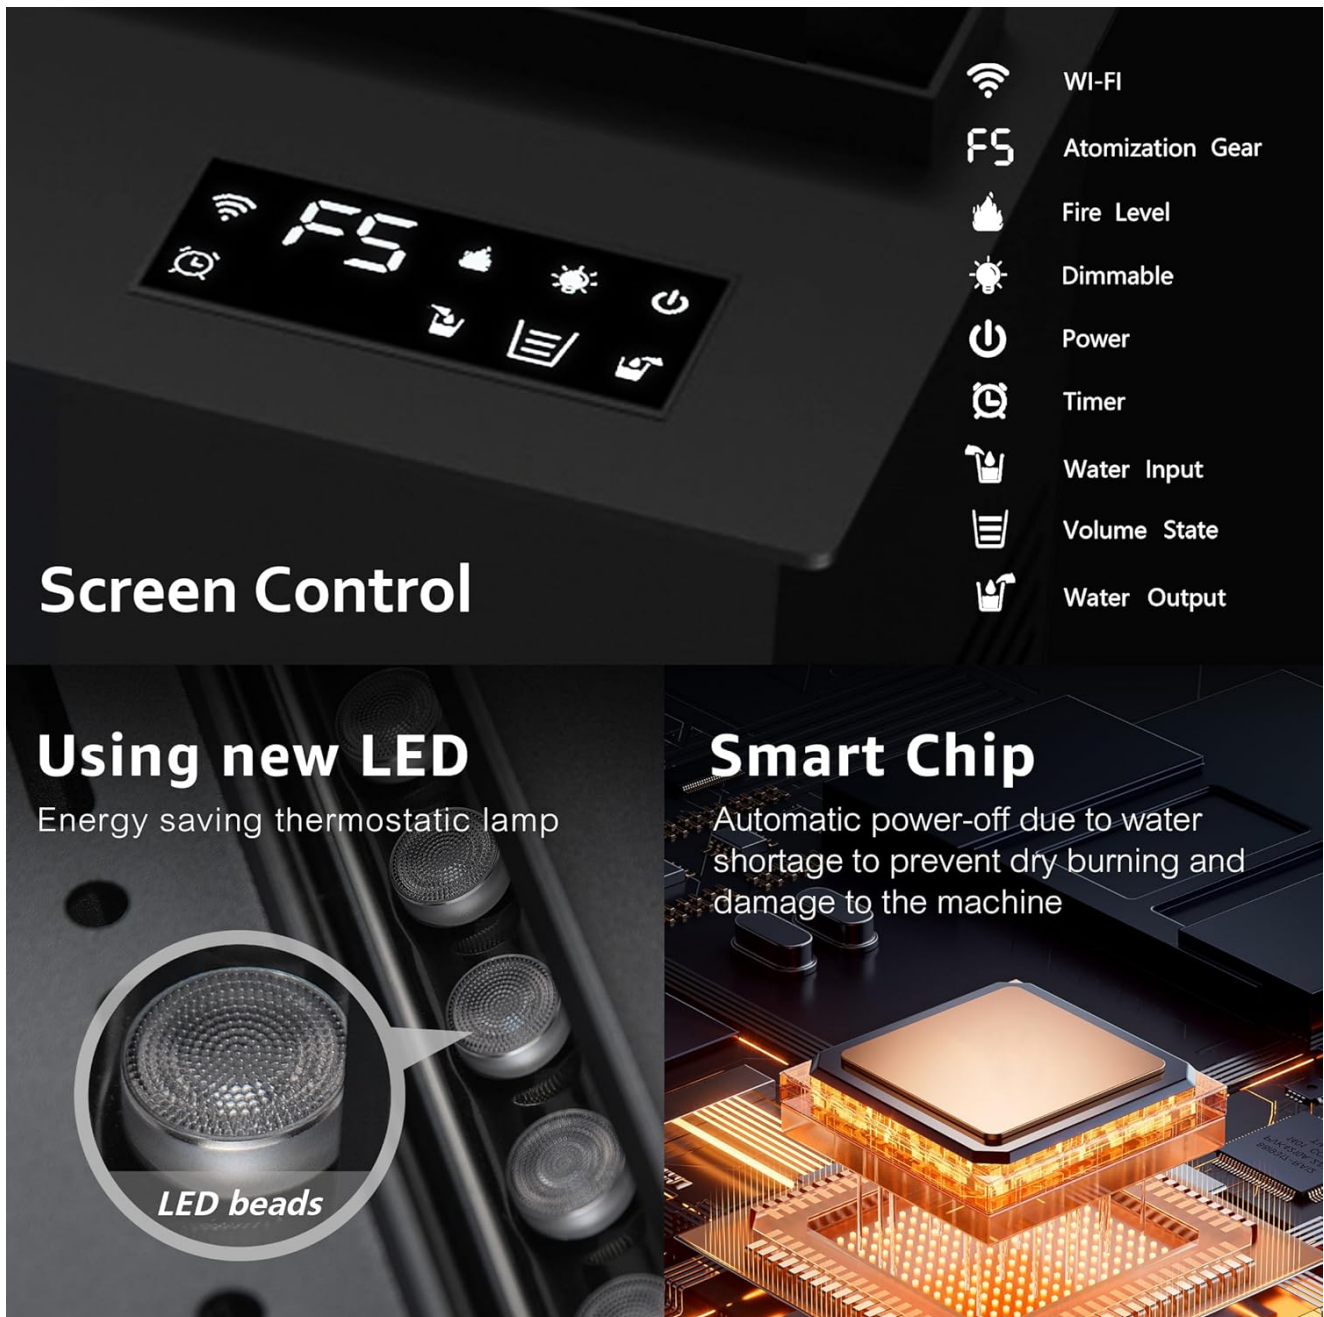 WI-FI
F5 Atomization Gear
Fire Level
Dimmable
Power
Timer
Water Input
Volume State
Water Output
F5
Screen Control
Using new LED
Energy saving thermostatic lamp
LED beads
Smart Chip
Automatic power-off due to water
shortage to prevent dry burning and
damage to the machine